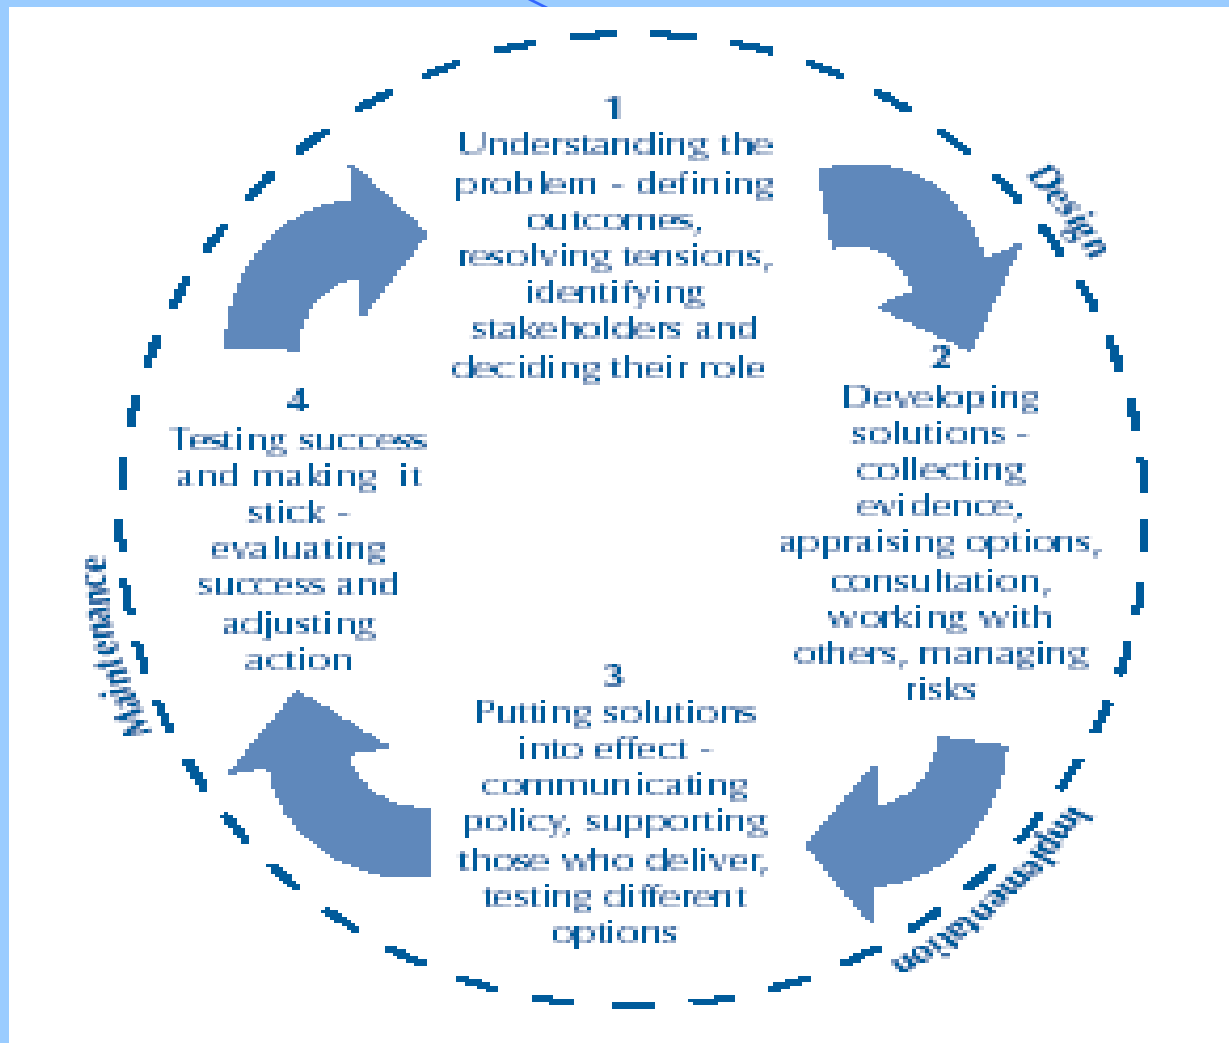 1
Understanding the
problem - defining
outcomes,
resolving tensions,
identifying
stakeholders and
deciding their role
Design
2
Developing
solutions -
collecting
evidence,
appraising options,
consultation,
working with
others, managing
risks
Implementation
3
Putting solutions
into effect -
communicating
policy, supporting
those who deliver,
testing different
options
4
Testing success
and making it
stick -
evaluating
success and
adjusting
action
Maintenance